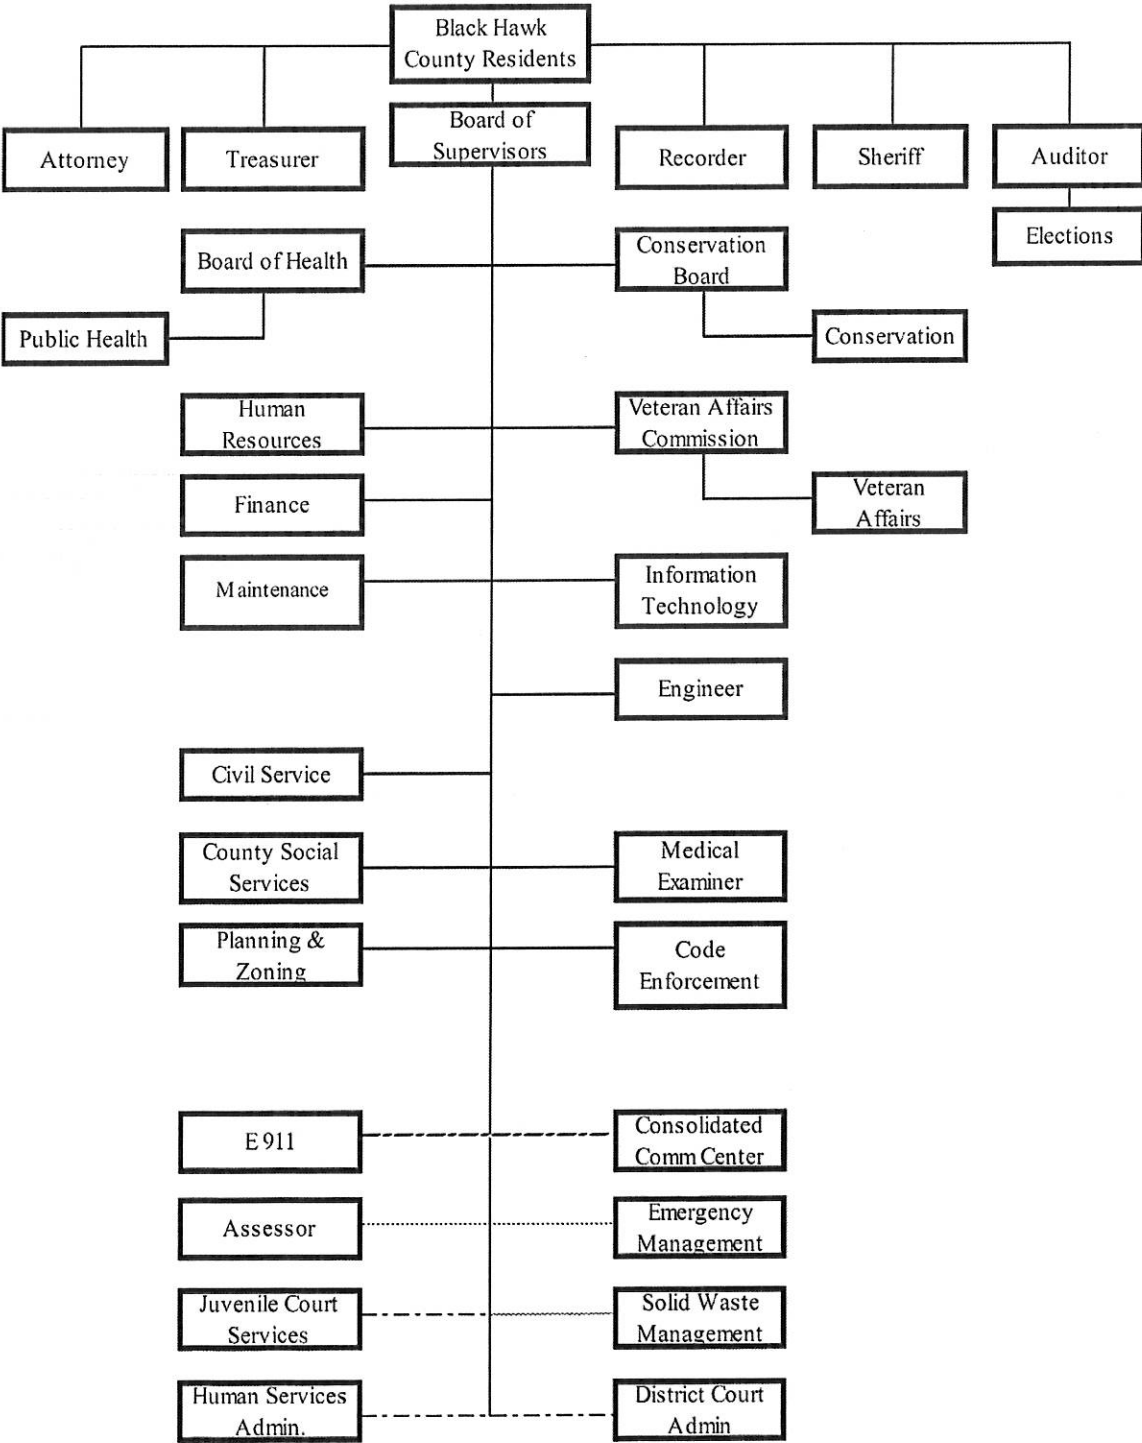 Black Hawk
County Residents
Board of
Supervisors
Attorney
Treasurer
Recorder
Sheriff
Auditor
Elections
Board of Health
Conservation
Board
Public Health
Conservation
Human
Resources
Veteran Affairs
Commission
Finance
Veteran
Affairs
Maintenance
Information
Technology
Engineer
Civil Service
County Social
Services
Medical
Examiner
Planning &
Zoning
Code
Enforcement
E911
Consolidated
Comm Center
Assessor
Emergency
Management
Juvenile Court
Services
Solid Waste
Management
Human Services
Admin.
District Court
Admin